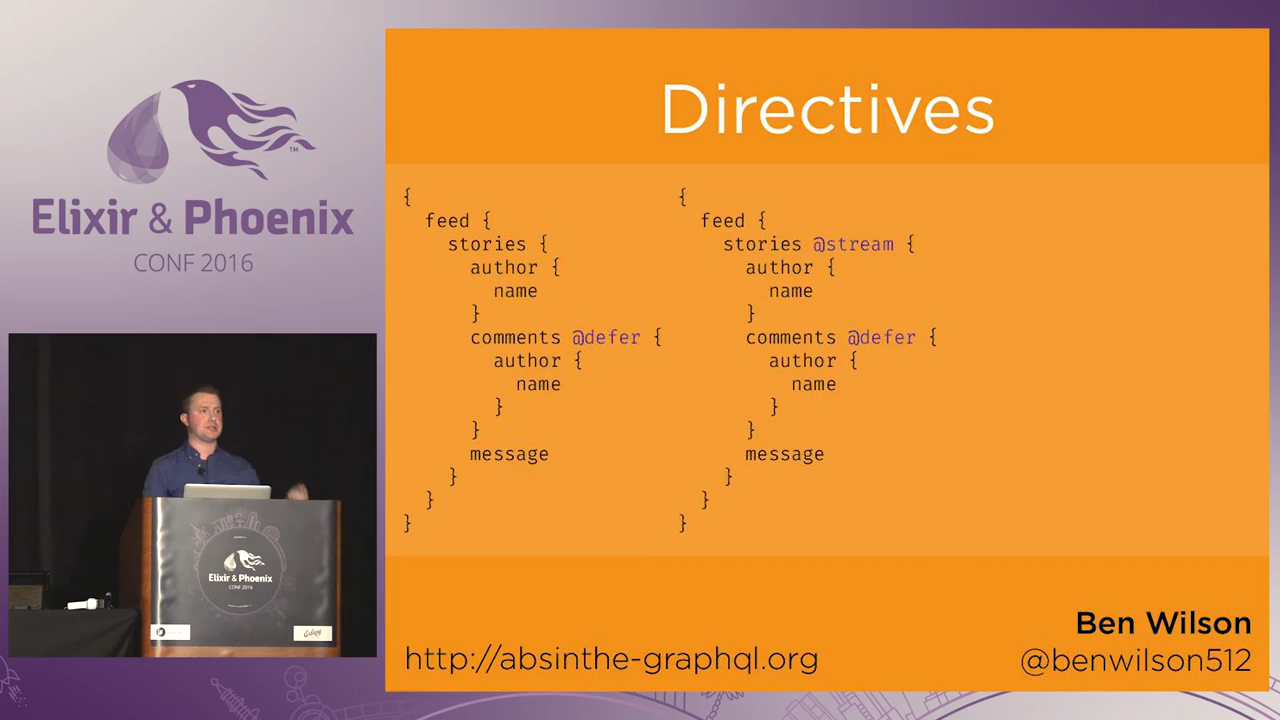 TM
Elixir & Phoenix
CONF 2016
Directives
{
  feed {
    stories {
      author {
        name
      }
      comments @defer {
        author {
          name
        }
      }
      message
    }
  }
}
{
  feed {
    stories @stream {
      author {
        name
      }
      comments @defer {
        author {
          name
        }
      }
      message
    }
  }
}
Ben Wilson
http://absinthe-graphql.org
@benwilson512
Elixir & Phoenix
CONF 2016